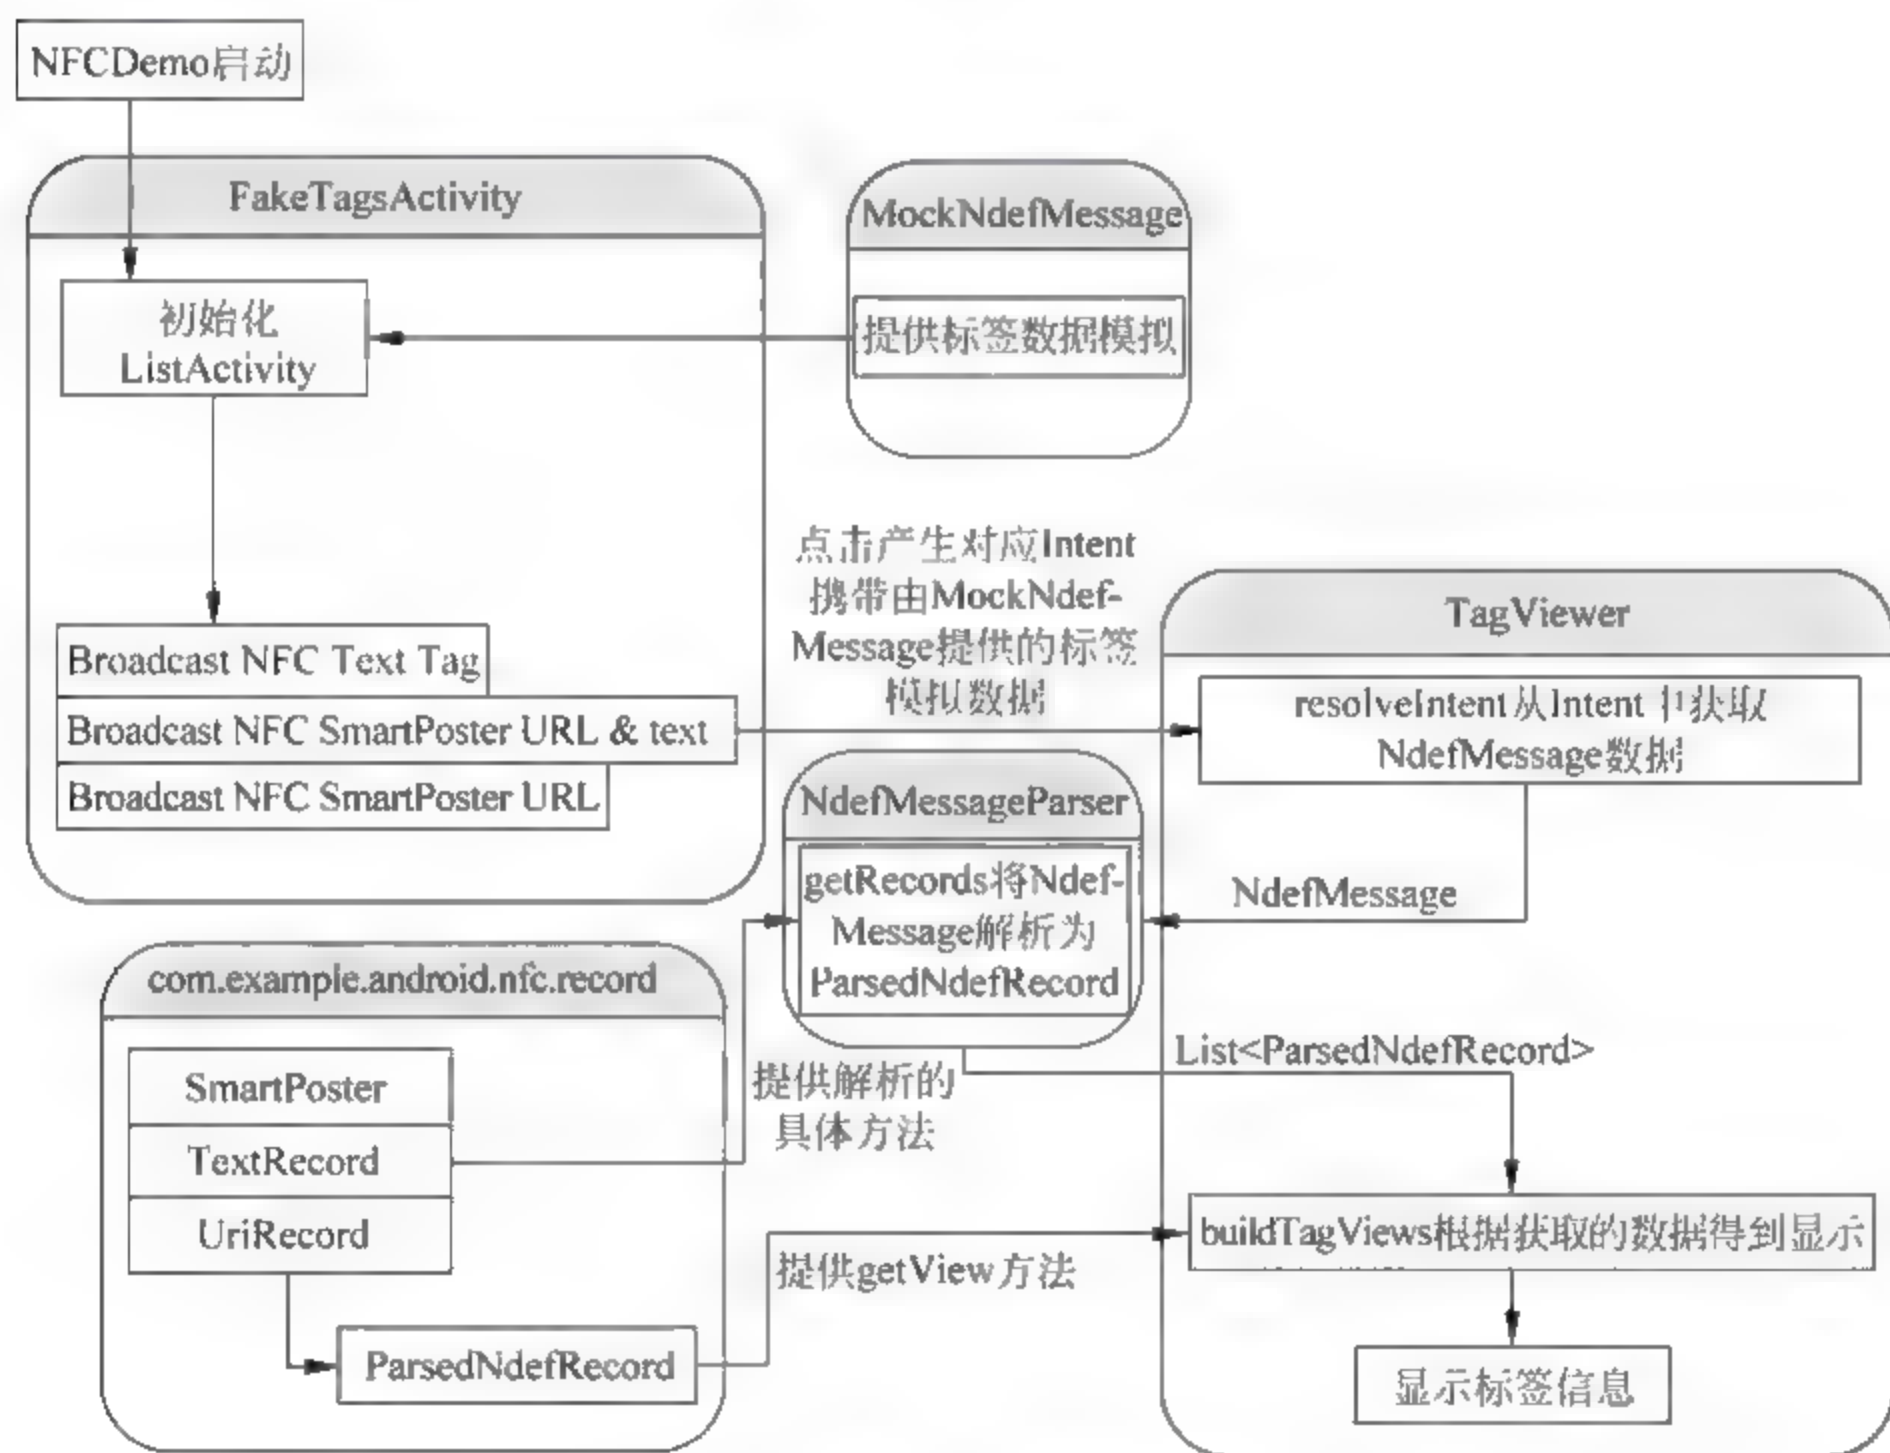 NFCDemo启动
FakeTagsActivity
MockNdefMessage
初始化
ListActivity
提供标签数据模拟
点击产生对应Intent
携带由MockNdef-
Message提供的标签
模拟数据
Broadcast NFC Text Tag
Broadcast NFC SmartPoster URL & text
Broadcast NFC SmartPoster URL
TagViewer
resolveIntent从Intent中获取
NdefMessage数据
NdefMessageParser
getRecords将Ndef-
Message解析为
ParsedNdefRecord
NdefMessage
com.example.android.nfc.record
SmartPoster
TextRecord
UriRecord
ParsedNdefRecord
提供解析的
具体方法
List<ParsedNdefRecord>
提供getView方法
buildTagViews根据获取的数据得到显示
显示标签信息